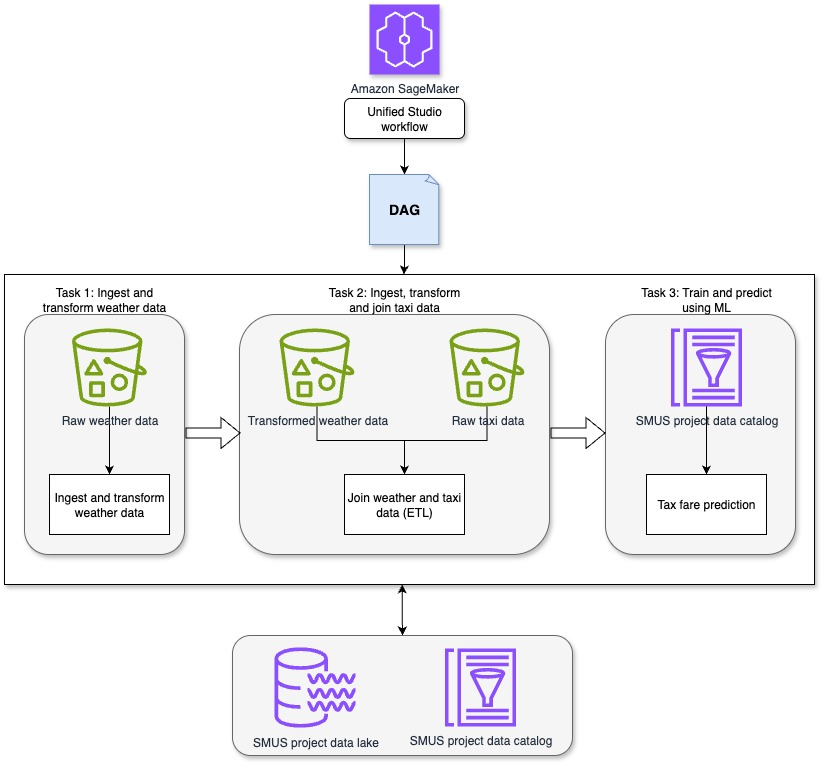 Amazon SageMaker
Unified Studio
workflow
DAG
Task 1: Ingest and
transform weather data
Raw weather data
Ingest and transform
weather data
Task 2: Ingest, transform
and join taxi data
Transformed weather data
Raw taxi data
Join weather and taxi
data (ETL)
Task 3: Train and predict
using ML
SMUS project data catalog
Tax fare prediction
SMUS project data lake
SMUS project data catalog